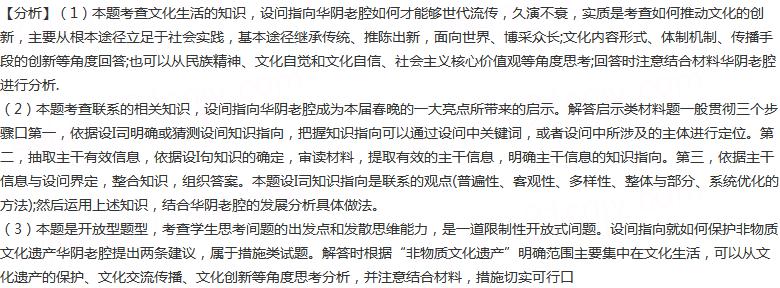 【分析】（1）本题考查文化生活的知识，设问指向华阴老腔如何才能够世代流传，久演不衰，实质是考查如何推动文化的创
新，主要从根本途径立足于社会实践，基本途径继承传统、推陈出新，面向世界、博采众长;文化内容形式、体制机制、传播手
段的创新等角度回答;也可以从民族精神、文化自觉和文化自信、社会主义核心价值观等角度思考;回答时注意结合材料华阴老腔
进行分析.
（2）本题考查联系的相关知识，设问指向华阴老腔成为本届春晚的一大亮点所带来的启示。解答启示类材料题一般贯彻三个步
骤口第一，依据设I司明确或猜测设间知识指向，把握知识指向可以通过设问中关键词，或者设问中所涉及的主体进行定位。第
二，抽取主干有效信息，依据设I句知识的确定，审读材料，提取有效的主干信息，明确主干信息的知识指向。第三，依据主干
信息与设问界定，整合知识，组织答案。本题设I司知识指向是联系的观点(普遍性、客观性、多样性、整体与部分、系统优化的
方法);然后运用上述知识，结合华阴老腔的发展分析具体做法。
（3）本题是开放型题型，考查学生思考问题的出发点和发散思维能力，是一道限制性开放式问题。设间指向就如何保护非物质
文化遗产华阴老腔提出两条建议，属于措施类试题。解答时根据“非物质文化遗产”明确范围主要集中在文化生活，可以从文
化遗产的保护、文化交流传播、文化创新等角度思考分析，并注意结合材料，措施切实可行口